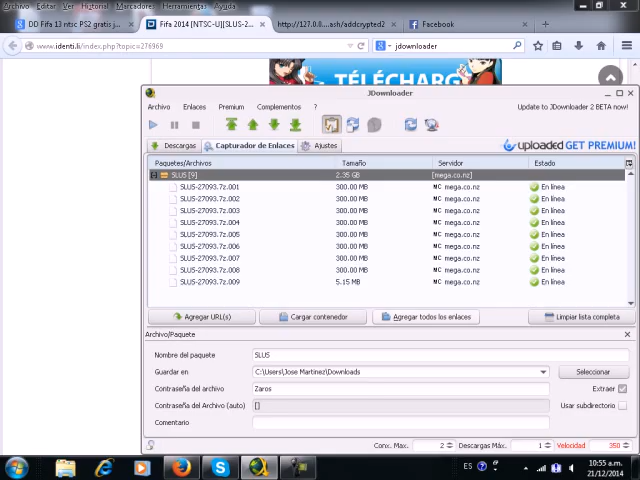 Archivo Editar Ver Historial Marcadores Herramientas Ayuda
DD Fifa 13 ntsc PS2 gratis j... Fifa 2014 [NTSC-U][SLUS-2... http://127.0.0....ash/addcrypted2 Facebook
www.identi.li/index.php?topic=276969 jdownloader
TÉLÉCHARG
JDownloader
Archivo Enlaces Premium Complementos ? Update to JDownloader 2 BETA now!
Descargas Capturador de Enlaces Ajustes uploaded GET PREMIUM!
Paquetes/Archivos Tamaño Servidor Estado
SLUS [9] 2.35 GB [mega.co.nz]
SLUS-27093.7z.001 300.00 MB MC mega.co.nz En línea
SLUS-27093.7z.002 300.00 MB MC mega.co.nz En línea
SLUS-27093.7z.003 300.00 MB MC mega.co.nz En línea
SLUS-27093.7z.004 300.00 MB MC mega.co.nz En línea
SLUS-27093.7z.005 300.00 MB MC mega.co.nz En línea
SLUS-27093.7z.006 300.00 MB MC mega.co.nz En línea
SLUS-27093.7z.007 300.00 MB MC mega.co.nz En línea
SLUS-27093.7z.008 300.00 MB MC mega.co.nz En línea
SLUS-27093.7z.009 5.15 MB MC mega.co.nz En línea
Agregar URL(s) Cargar contenedor Agregar todos los enlaces Limpiar lista completa
Archivo/Paquete
Nombre del paquete SLUS
Guardar en C:\Users\Jose Martinez\Downloads Seleccionar
Contraseña del archivo Zaros Extraer
Contraseña del Archivo (auto) [] Usar subdirectorio
Comentario
Conx. Máx. 2 Descargas Máx. 1 Velocidad 350
ES 10:55 a.m.
21/12/2014